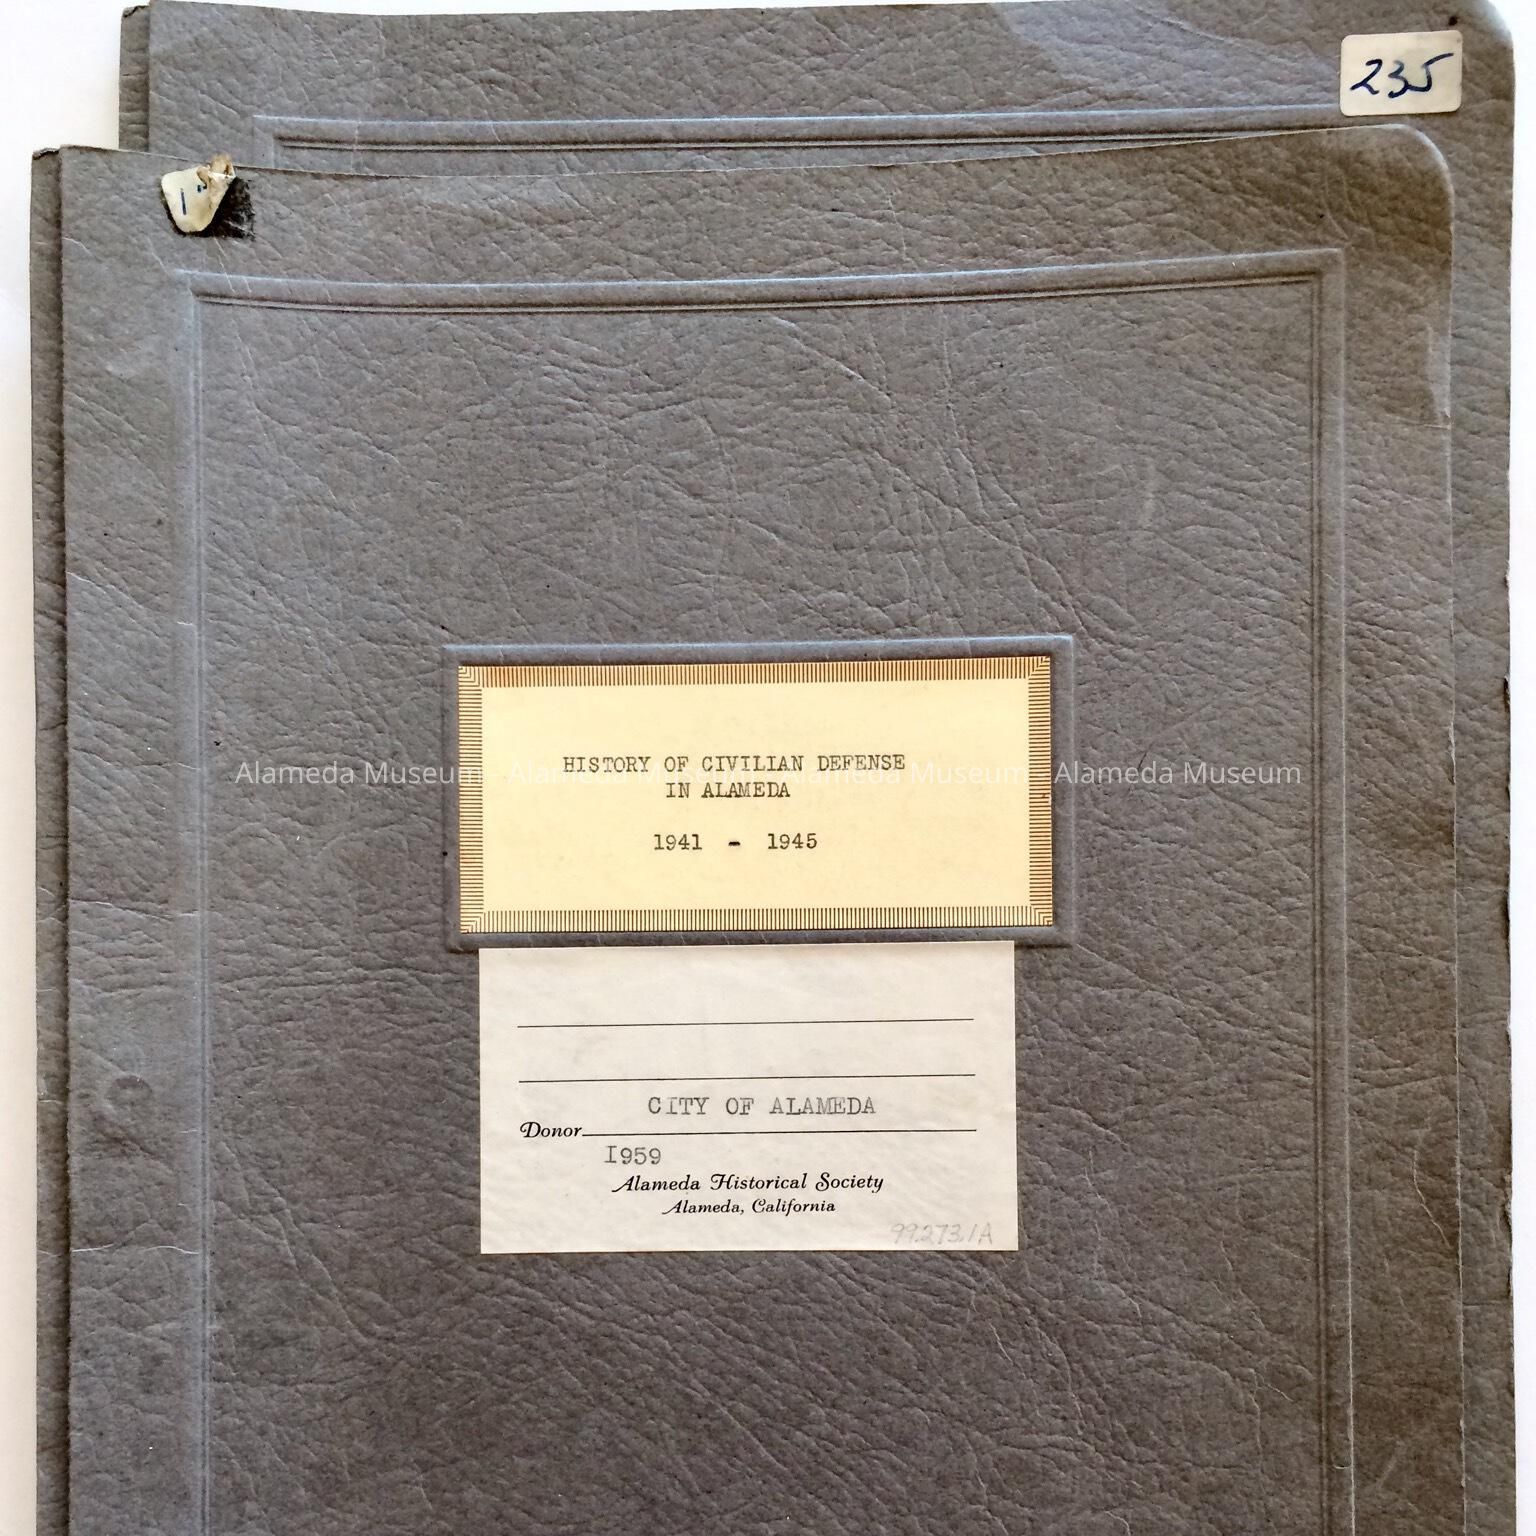 235
HISTORY OF CIVILIAN DEFENSE
IN ALAMEDA
Alameda Museum - Alameda Museum - Alameda Museum - Alameda Museum
1941 - 1945
CITY OF ALAMEDA
Donor
I959
Alameda Historical Society
Alameda, California
99.273.1A